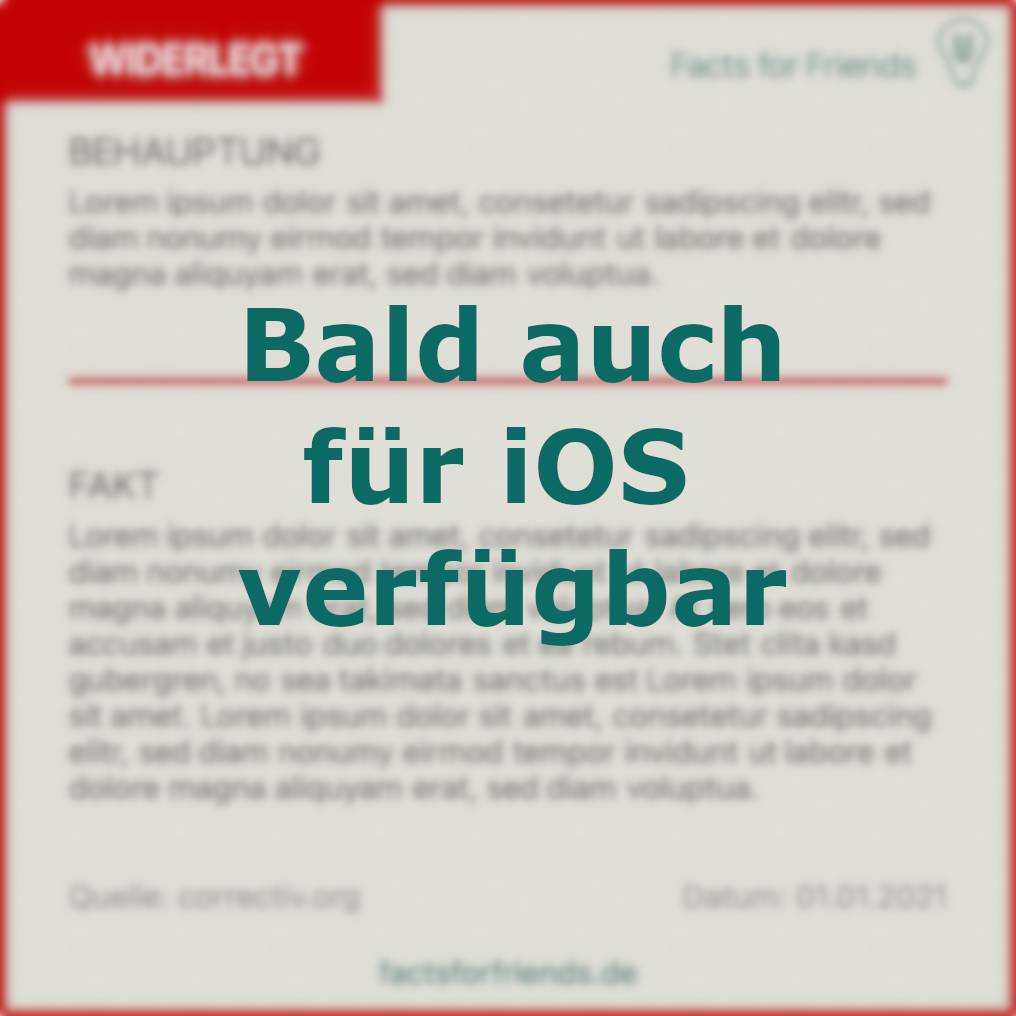 WIDERLEGT
Facts for Friends
BEHAUPTUNG
Lorem ipsum dolor sit amet, consetetur sadipscing elitr, sed
diam nonumy eirmod tempor invidunt ut labore et dolore
magna aliquyam erat, sed diam voluptua.
Bald auch
für iOS
verfügbar
FAKT
Lorem ipsum dolor sit amet, consetetur sadipscing elitr, sed
diam nonumy dolore
magna aliquyam eos et
accusam et justo duo dolores et ea rebum. Stet clita kasd
gubergren, no sea takimata sanctus est Lorem ipsum dolor
sit amet. Lorem ipsum dolor sit amet, consetetur sadipscing
elitr, sed diam nonumy eirmod tempor invidunt ut labore et
dolore magna aliquyam erat, sed diam voluptua.
Quelle: correctiv.org
Datum: 01.01.2021
factsforfriends.de